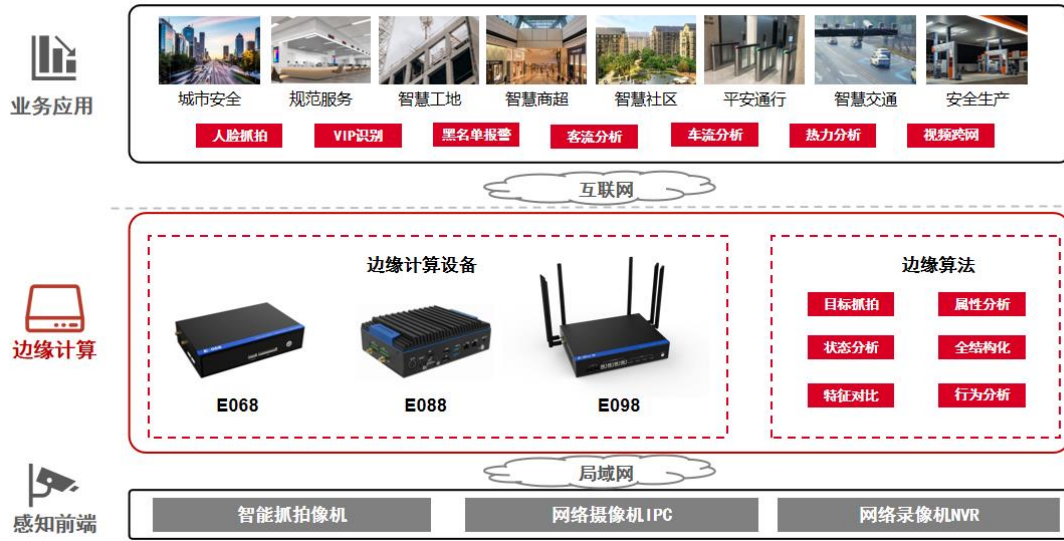 业务应用
城市安全 规范服务 智慧工地 智慧商超 智慧社区 平安通行 智慧交通 安全生产
人脸抓拍 VIP识别 黑名单报警 客流分析 车流分析 热力分析 视频跨网
互联网
边缘计算
边缘计算设备
E068 E088 E098
边缘算法
目标抓拍 属性分析
状态分析 全结构化
特征对比 行为分析
局域网
感知前端
智能抓拍像机 网络摄像机IPC 网络录像机NVR